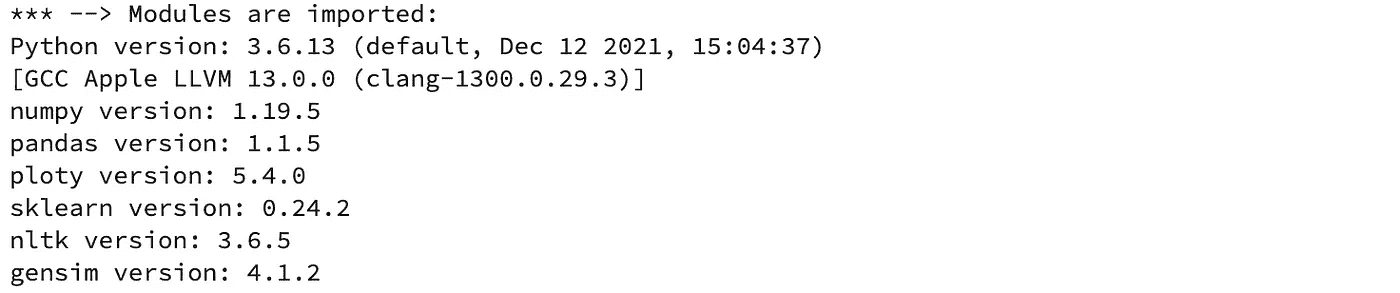 *** --> Modules are imported:
Python version: 3.6.13 (default, Dec 12 2021, 15:04:37)
[GCC Apple LLVM 13.0.0 (clang-1300.0.29.3)]
numpy version: 1.19.5
pandas version: 1.1.5
ploty version: 5.4.0
sklearn version: 0.24.2
nltk version: 3.6.5
gensim version: 4.1.2